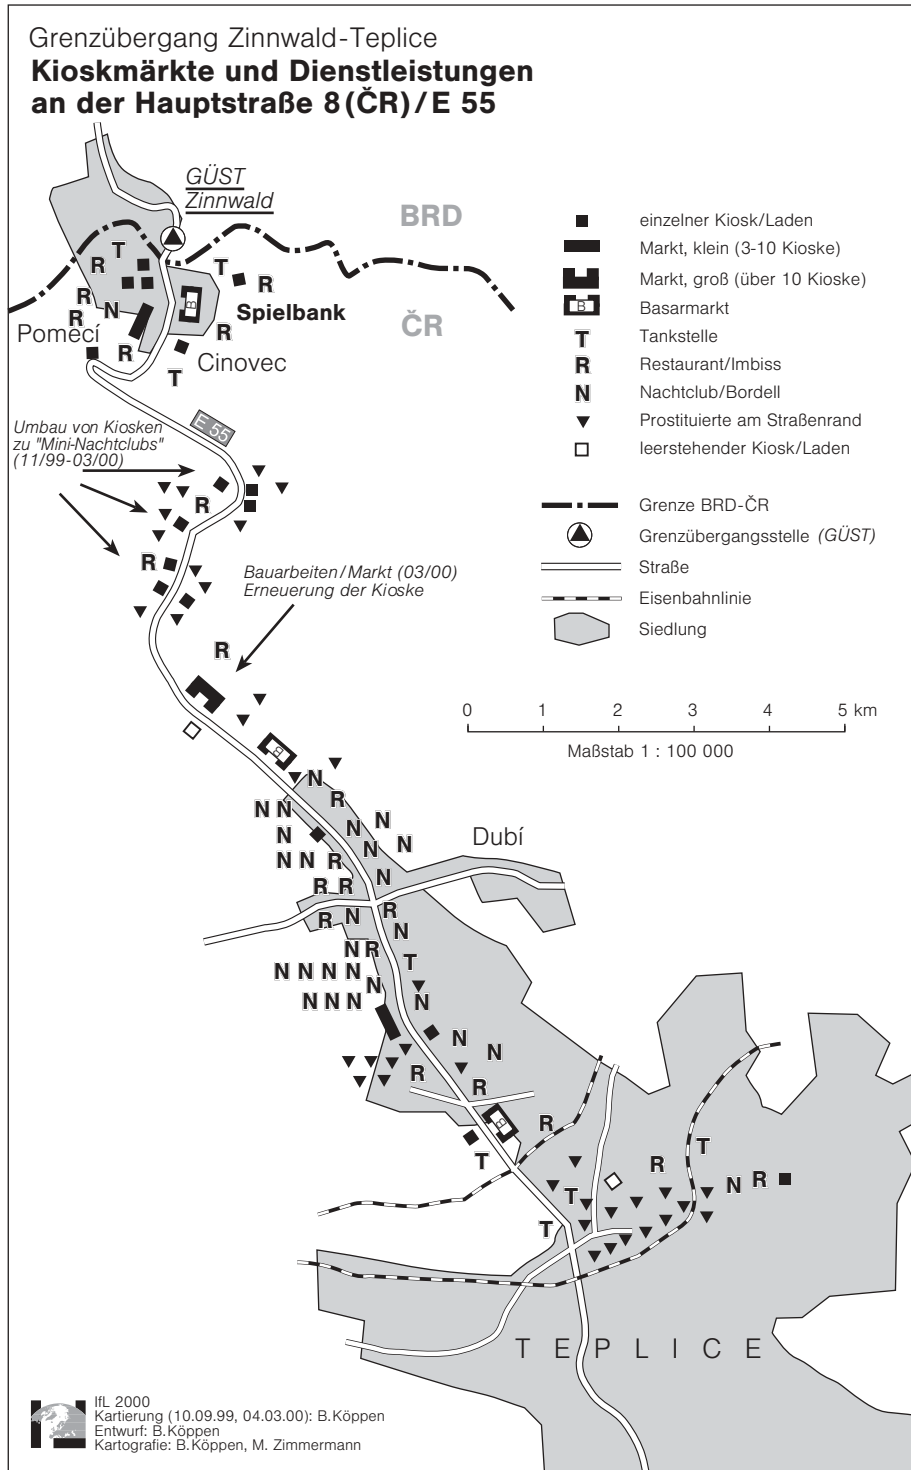 Grenzübergang Zinnwald-Teplice
Kioskmärkte und Dienstleistungen
an der Hauptstraße 8 (ČR) / E 55
GÜST
Zinnwald
BRD
ČR
T
R
T
R
R
N
R
B
Spielbank
R
Pomecí
R
Cinovec
T
einzelner Kiosk/Laden
Markt, klein (3-10 Kioske)
Markt, groß (über 10 Kioske)
B Basarmarkt
T Tankstelle
R Restaurant/Imbiss
N Nachtclub/Bordell
Prostituierte am Straßenrand
leerstehender Kiosk/Laden
Grenze BRD-ČR
Grenzübergangsstelle (GÜST)
Straße
Eisenbahnlinie
Siedlung
E 55
Umbau von Kiosken
zu "Mini-Nachtclubs"
(11/99-03/00)
R
R
Bauarbeiten/Markt (03/00)
Erneuerung der Kioske
R
0 1 2 3 4 5 km
Maßstab 1 : 100 000
B
N
R
N N
N
N
N
N
N
Dubí
N N R
N
R R
R N R
N
N R
T
N N N N
N
N N N
N
N
N
R
R
B
R
T
T
R
N R
T
T
T E P L I C E
IfL 2000
Kartierung (10.09.99, 04.03.00): B.Köppen
Entwurf: B.Köppen
Kartografie: B.Köppen, M. Zimmermann